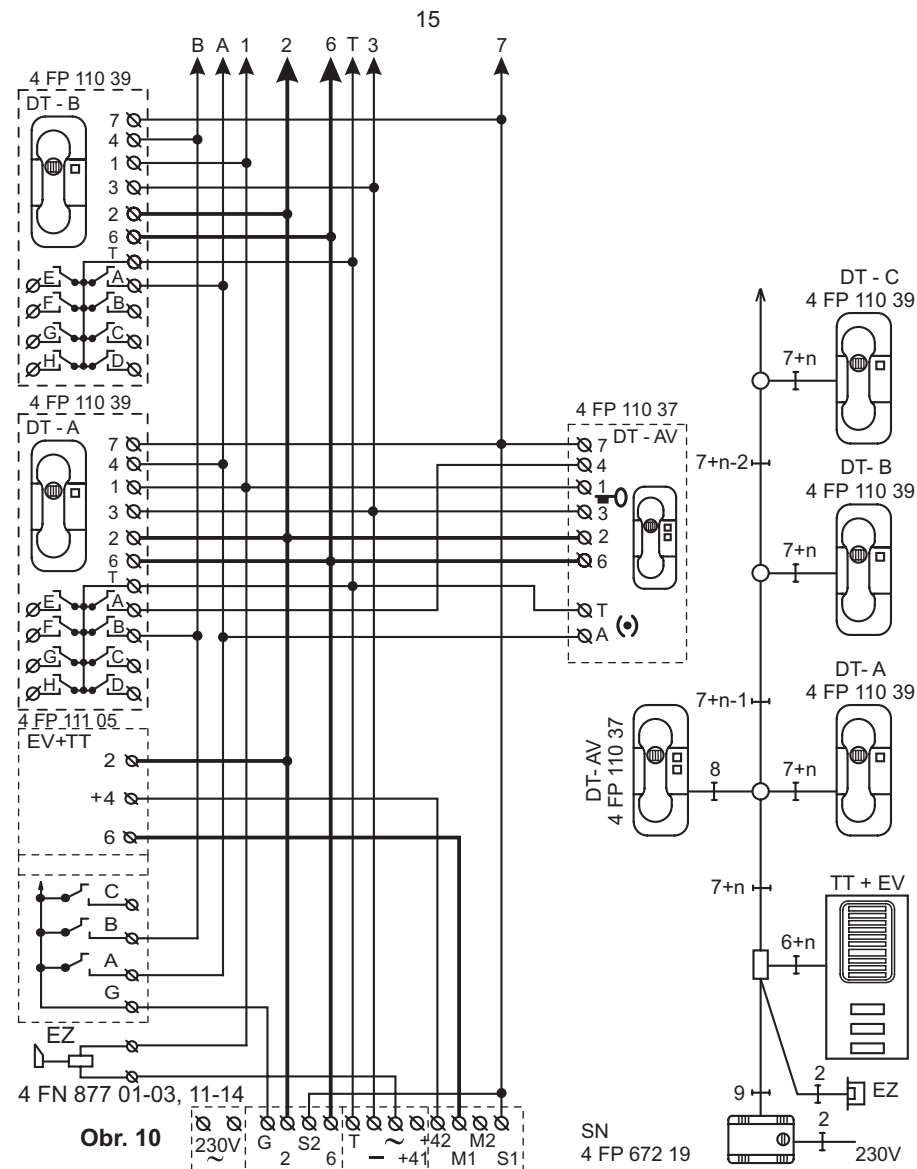 15
B A 1 2 6 T 3 7
4 FP 110 39
DT - B
7
4
1
3
2
6
T
E A
F B
G C
H D
4 FP 110 39
DT - A
7
4
1
3
2
6
T
E A
F B
G C
H D
4 FP 111 05
EV+TT
2
+4
6
C
B
A
G
EZ
4 FN 877 01-03, 11-14
Obr. 10
230V
~
G S2 T ~ +42 M2
2 6 – +41 M1 S1
4 FP 110 37
DT - AV
7
4
1
3
2
6
T
A
DT - C
4 FP 110 39
7+n
7+n-2
DT- B
4 FP 110 39
7+n
7+n-1
DT- A
4 FP 110 39
DT- AV
4 FP 110 37
8
7+n
7+n
TT + EV
6+n
2
EZ
9
SN
4 FP 672 19
2
230V